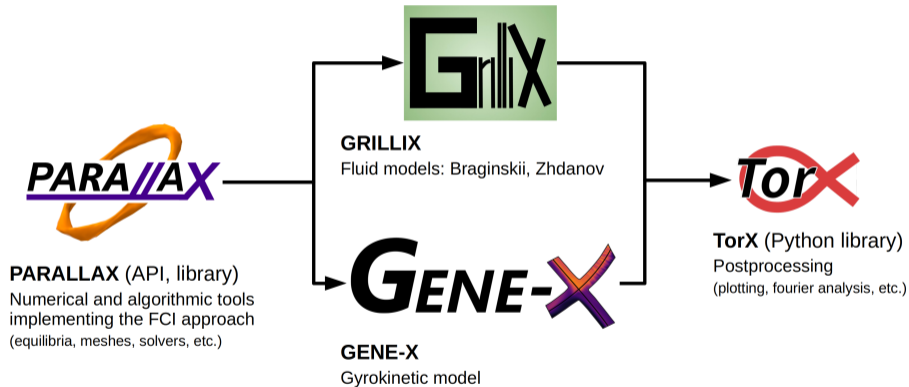 PARALLAX
PARALLAX (API, library)
Numerical and algorithmic tools
implementing the FCI approach
(equilibria, meshes, solvers, etc.)
GRILLIX
GRILLIX
Fluid models: Braginskii, Zhdanov
GENE-X
GENE-X
Gyrokinetic model
TorX
TorX (Python library)
Postprocessing
(plotting, fourier analysis, etc.)